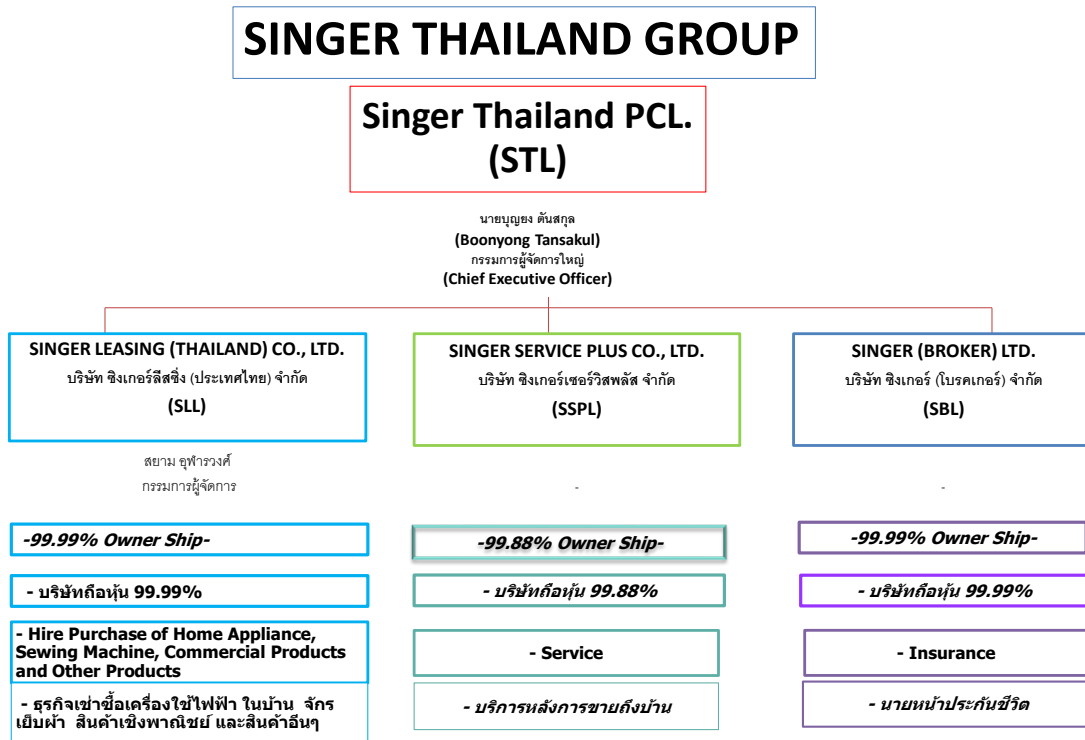 SINGER THAILAND GROUP
Singer Thailand PCL.
(STL)
นายบุญยง ตันสกุล
(Boonyong Tansakul)
กรรมการผู้จัดการใหญ่
(Chief Executive Officer)
SINGER LEASING (THAILAND) CO., LTD.
บริษัท ซิงเกอร์ลีสซิ่ง (ประเทศไทย) จำกัด
(SLL)
SINGER SERVICE PLUS CO., LTD.
บริษัท ซิงเกอร์เซอร์วิสพลัส จำกัด
(SSPL)
SINGER (BROKER) LTD.
บริษัท ซิงเกอร์ (โบรคเกอร์) จำกัด
(SBL)
สยาม อุฬารวงศ์
กรรมการผู้จัดการ
-
-
-99.99% Owner Ship-
-99.88% Owner Ship-
-99.99% Owner Ship-
- บริษัทถือหุ้น 99.99%
- บริษัทถือหุ้น 99.88%
- บริษัทถือหุ้น 99.99%
- Hire Purchase of Home Appliance,
Sewing Machine, Commercial Products
and Other Products
- Service
- Insurance
- ธุรกิจเช่าซื้อเครื่องใช้ไฟฟ้า ในบ้าน จักร
เย็บผ้า สินค้าเชิงพาณิชย์ และสินค้าอื่นๆ
- บริการหลังการขายถึงบ้าน
- นายหน้าประกันชีวิต